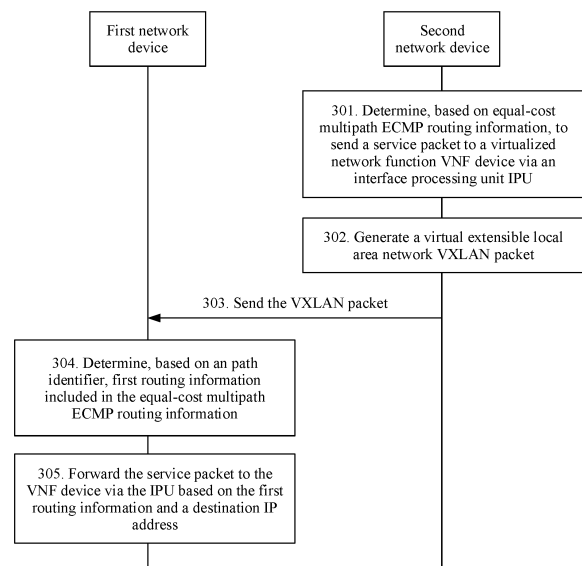 First network
device
Second
network device
301. Determine, based on equal-cost
multipath ECMP routing information, to
send a service packet to a virtualized
network function VNF device via an
interface processing unit IPU
302. Generate a virtual extensible local
area network VXLAN packet
303. Send the VXLAN packet
304. Determine, based on an path
identifier, first routing information
included in the equal-cost multipath
ECMP routing information
305. Forward the service packet to the
VNF device via the IPU based on the first
routing information and a destination IP
address